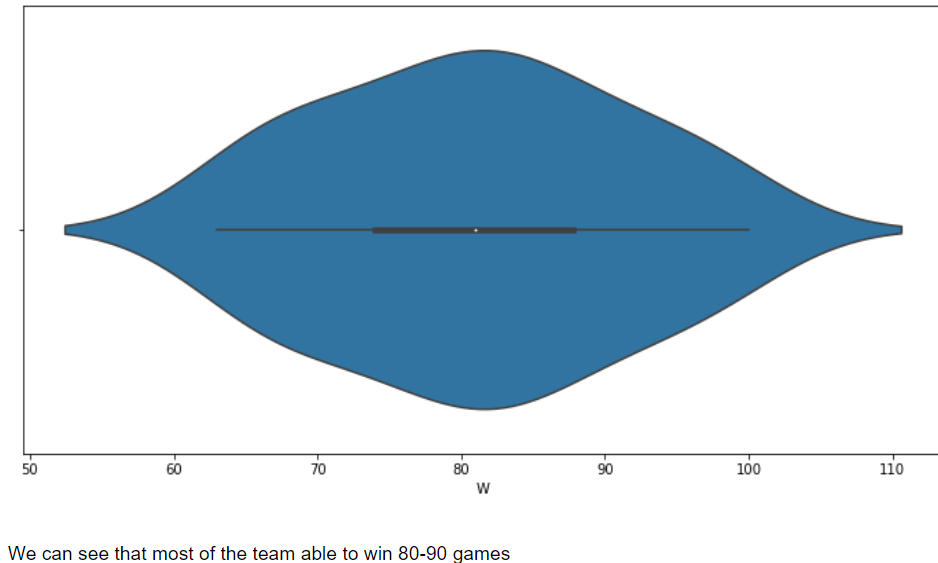 50 60 70 80 90 100 110
W
We can see that most of the team able to win 80-90 games